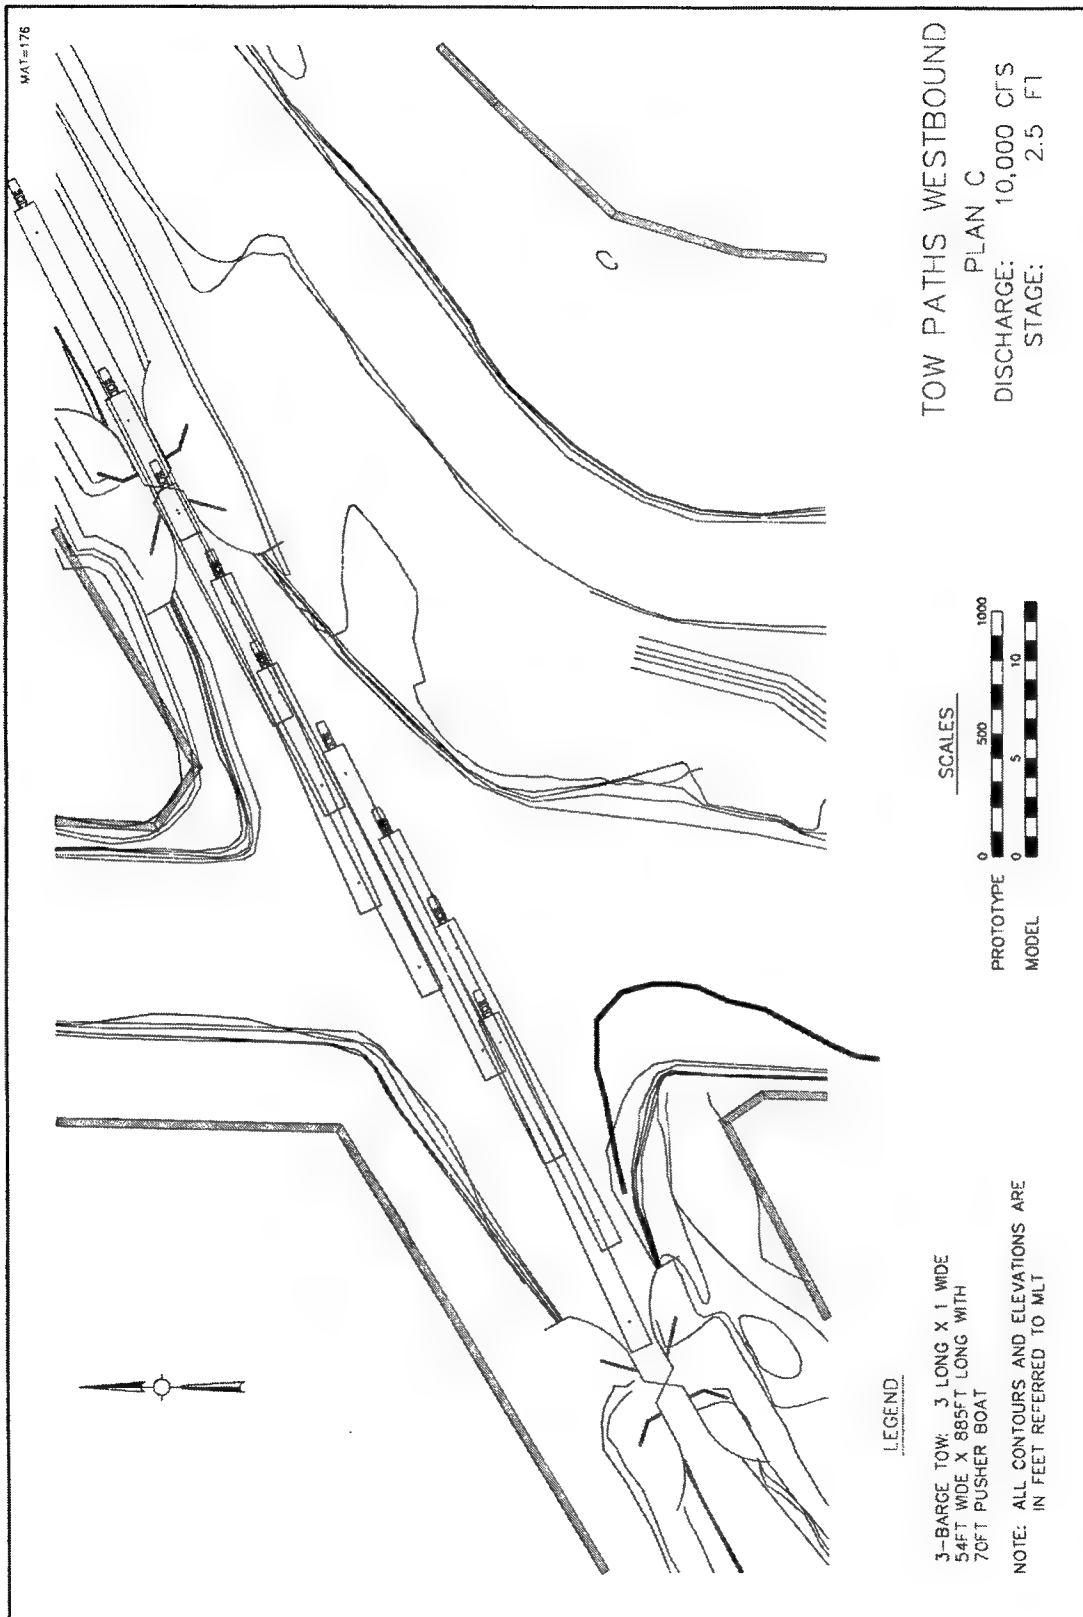 MAT=176
TOW PATHS WESTBOUND
PLAN C
DISCHARGE: 10,000 CFS
STAGE: 2.5 FT
SCALES
PROTOTYPE 0 500 1000
MODEL 0 5 10
LEGEND
3-BARGE TOW: 3 LONG X 1 WIDE
54FT WIDE X 885FT LONG WITH
70FT PUSHER BOAT
NOTE: ALL CONTOURS AND ELEVATIONS ARE
IN FEET REFERRED TO MLT